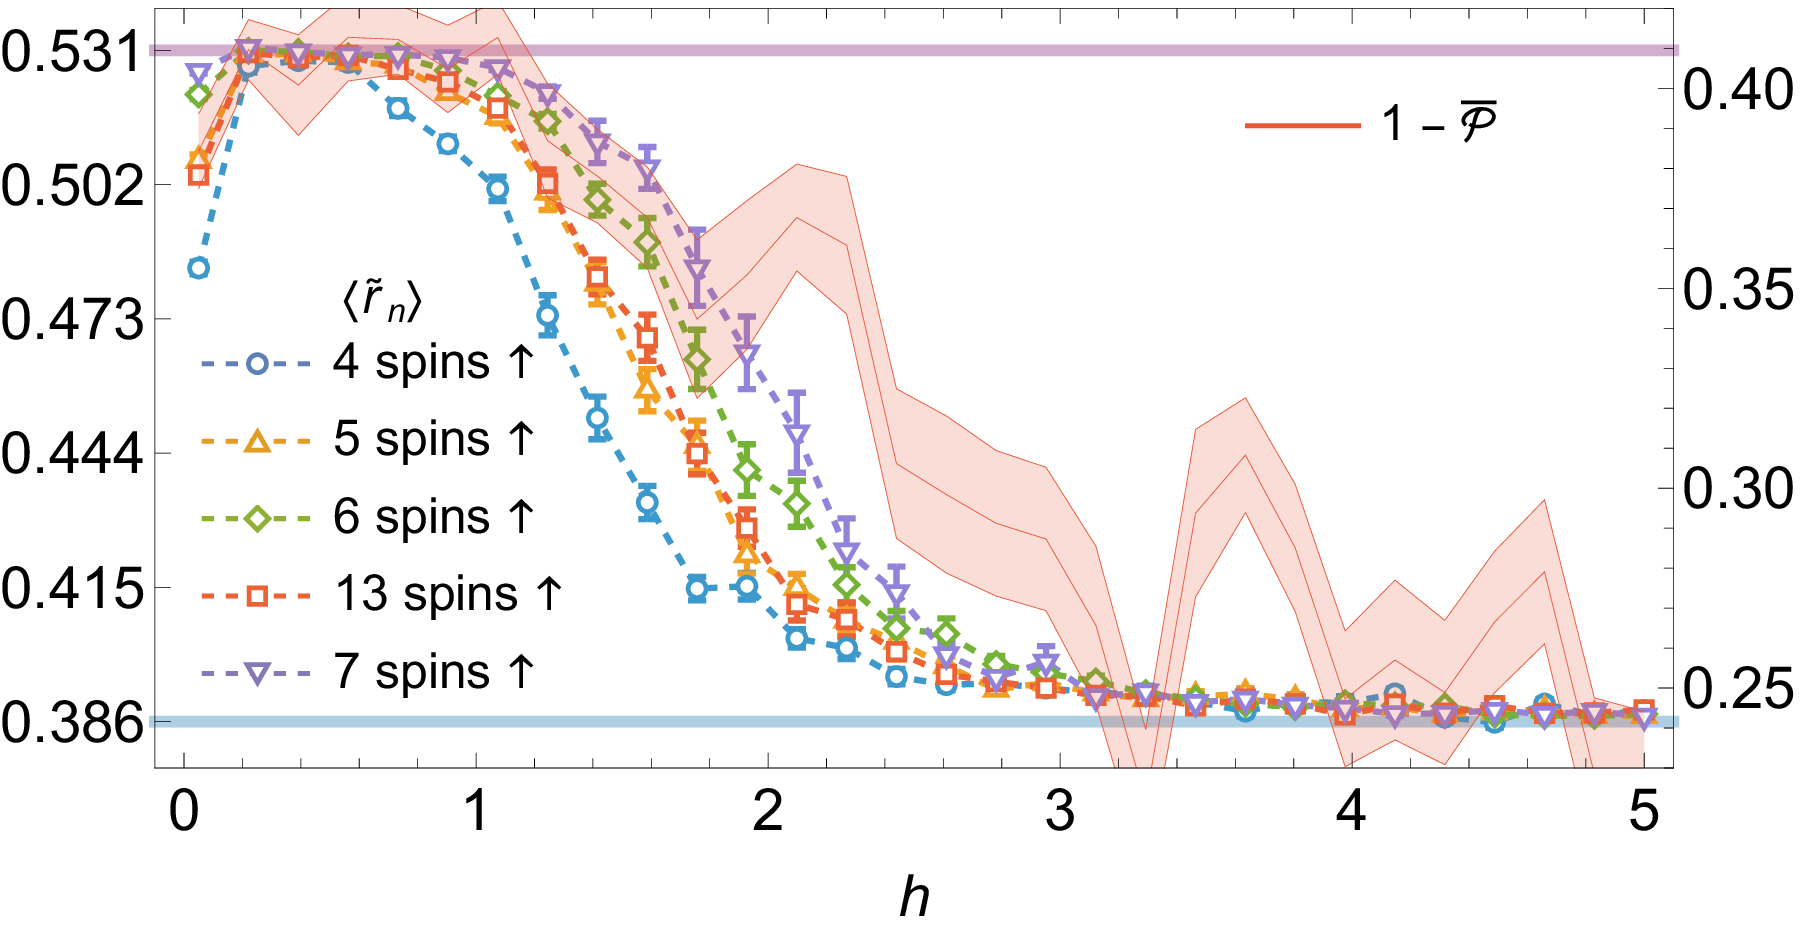 0.531
0.502
0.473
0.444
0.415
0.386
⟨r̃ₙ⟩
4 spins ↑
5 spins ↑
6 spins ↑
13 spins ↑
7 spins ↑
1 − 𝒫̅
0.40
0.35
0.30
0.25
0 1 2 3 4 5
h